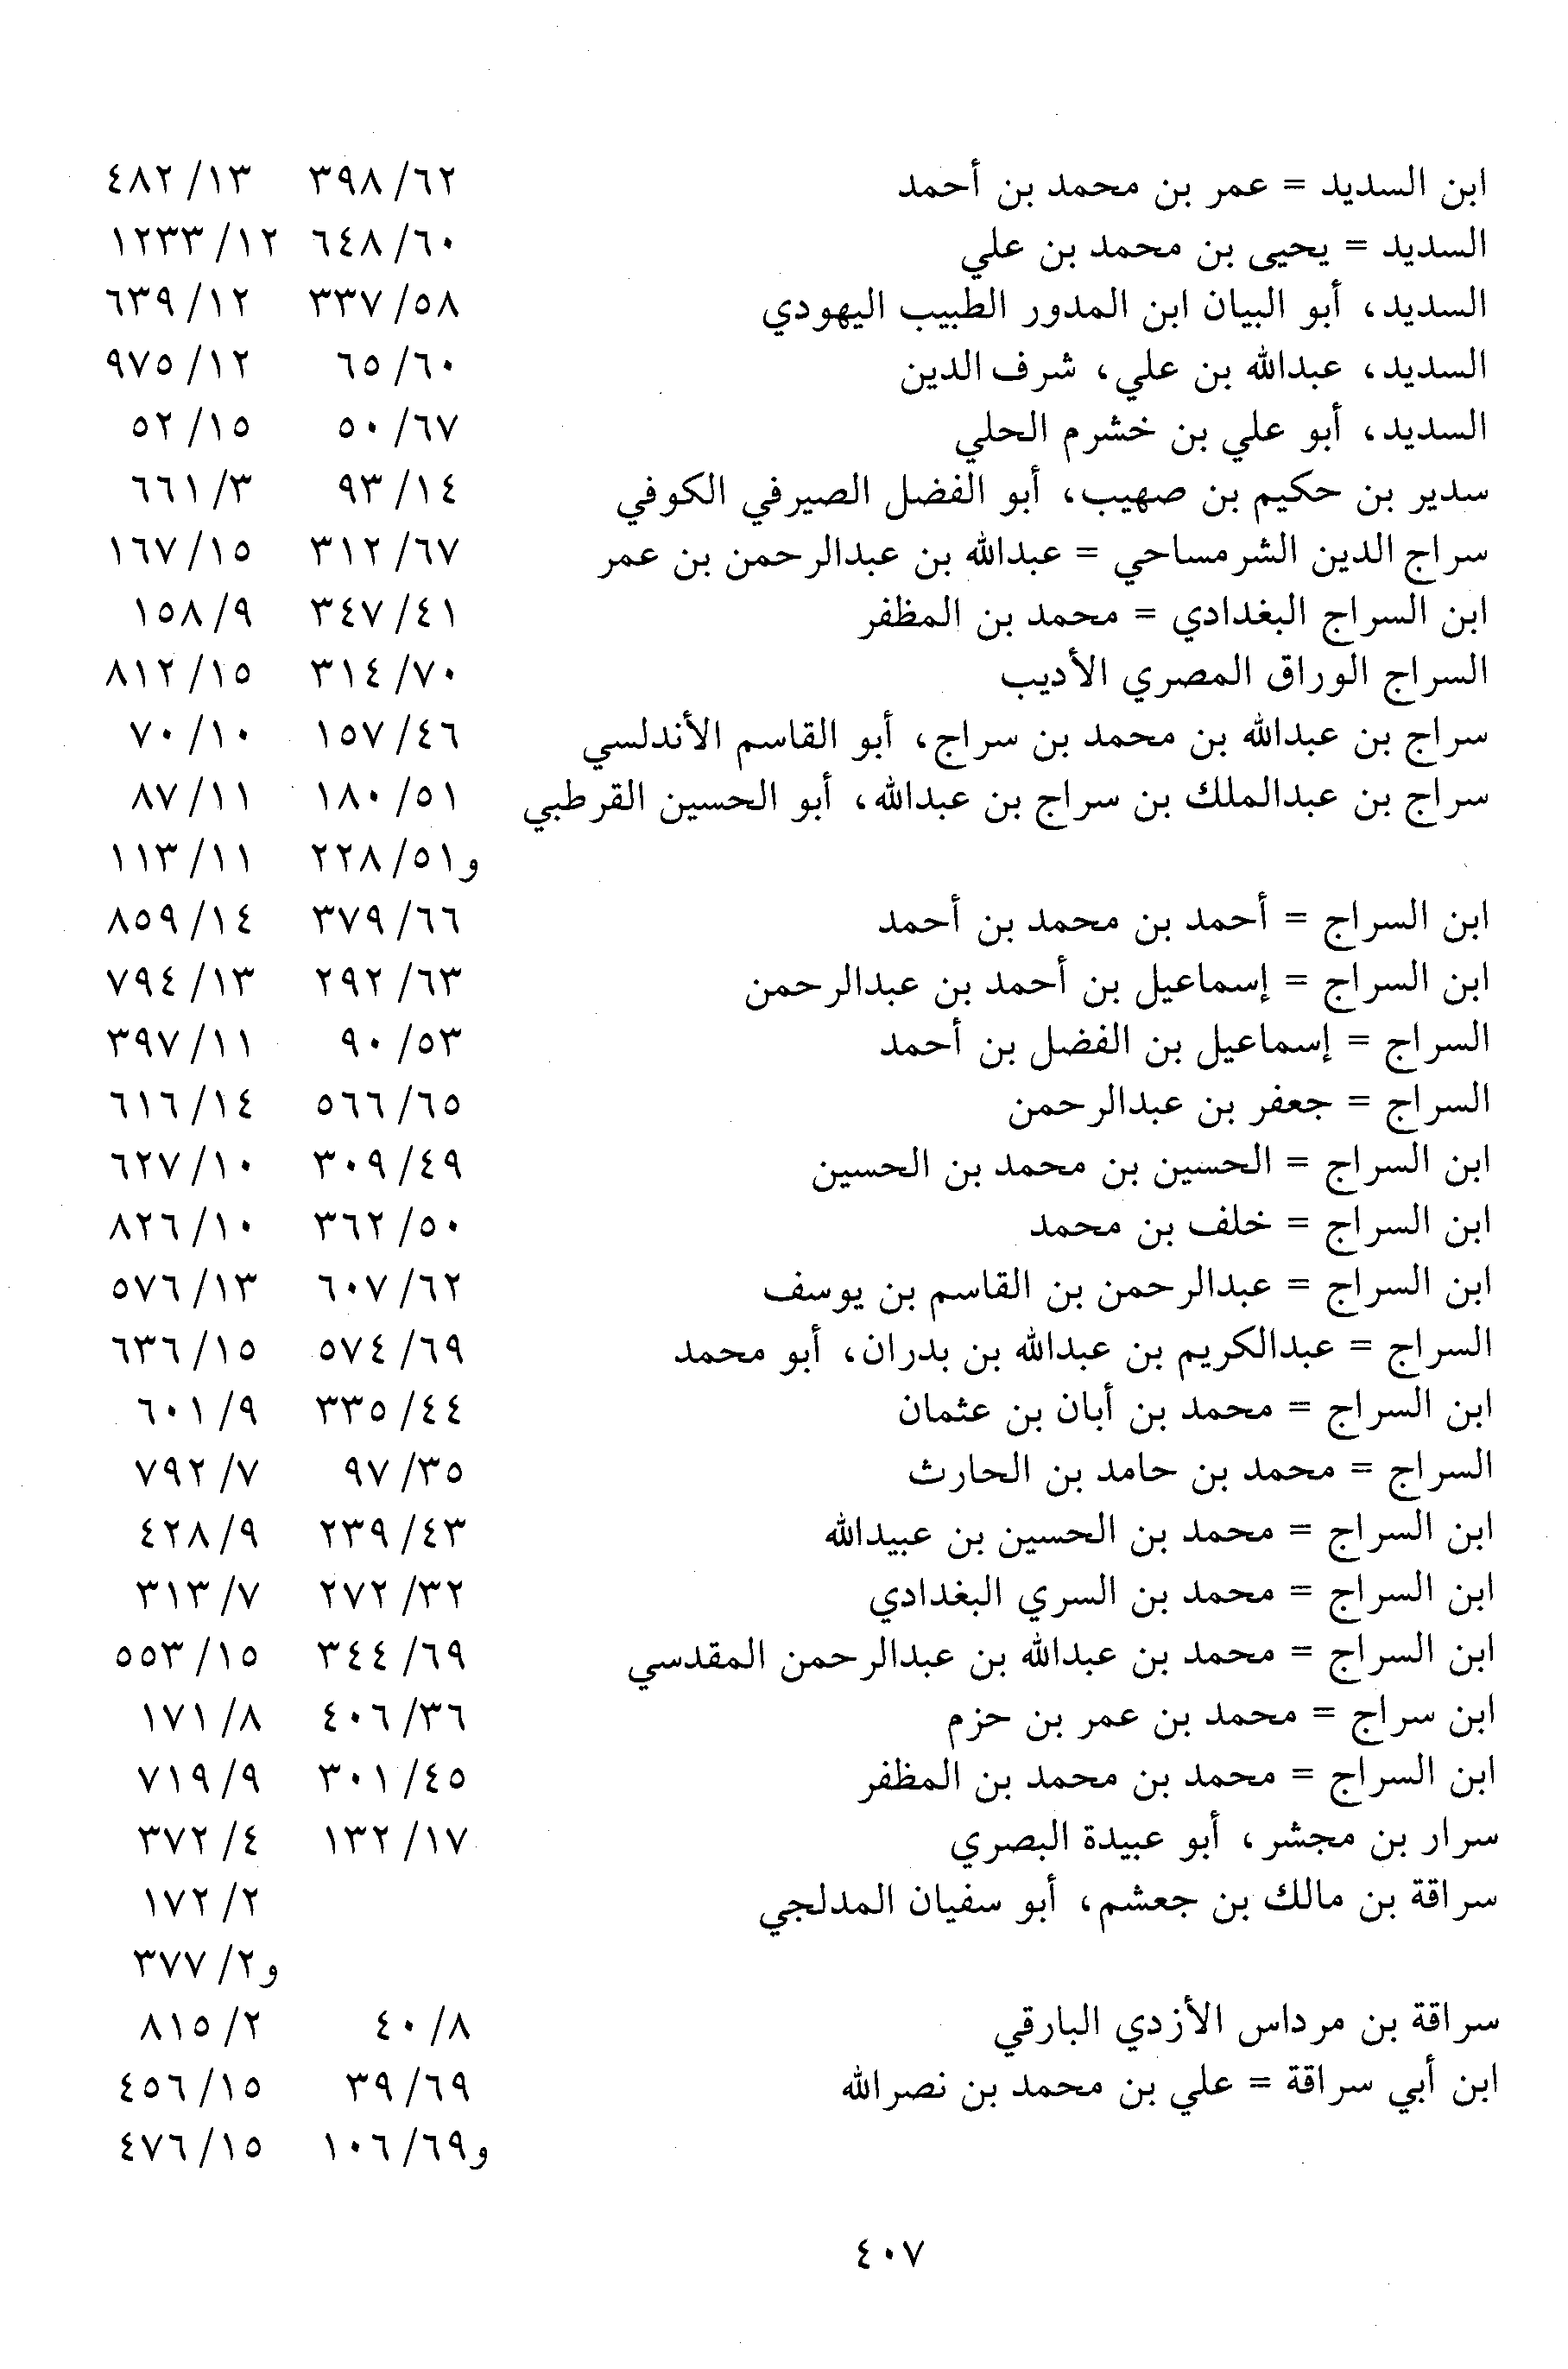 ابن السديد = عمر بن محمد بن أحمد ٦٢/ ٣٩٨ ١٣/ ٤٨٢
السديد = يحيى بن محمد بن علي ٦٠/ ٦٤٨ ١٢/ ١٢٣٣
السديد، أبو البيان ابن المدور الطبيب اليهودي ٥٨/ ٣٣٧ ١٢/ ٦٣٩
السديد، عبدالله بن علي، شرف الدين ٦٠/ ٦٥ ١٢/ ٩٧٥
السديد، أبو علي بن خشرم الحلي ٦٧/ ٥٠ ١٥/ ٥٢
سدير بن حكيم بن صهيب، أبو الفضل الصيرفي الكوفي ١٤/ ٩٣ ٣/ ٦٦١
سراج الدين الشرمساحي = عبدالله بن عبدالرحمن بن عمر ٦٧/ ٣١٢ ١٥/ ١٦٧
ابن السراج البغدادي = محمد بن المظفر ٤١/ ٣٤٧ ٩/ ١٥٨
السراج الوراق المصري الأديب ٧٠/ ٣١٤ ١٥/ ٨١٢
سراج بن عبدالله بن محمد بن سراج، أبو القاسم الأندلسي ٤٦/ ١٥٧ ١٠/ ٧٠
سراج بن عبدالملك بن سراج بن عبدالله، أبو الحسين القرطبي ٥١/ ١٨٠ ١١/ ٨٧
و٥١/ ٢٢٨ ١١/ ١١٣
ابن السراج = أحمد بن محمد بن أحمد ٦٦/ ٣٧٩ ١٤/ ٨٥٩
ابن السراج = إسماعيل بن أحمد بن عبدالرحمن ٦٣/ ٢٩٢ ١٣/ ٧٩٤
السراج = إسماعيل بن الفضل بن أحمد ٥٣/ ٩٠ ١١/ ٣٩٧
السراج = جعفر بن عبدالرحمن ٦٥/ ٥٦٦ ١٤/ ٦١٦
ابن السراج = الحسين بن محمد بن الحسين ٤٩/ ٣٠٩ ١٠/ ٦٢٧
ابن السراج = خلف بن محمد ٥٠/ ٣٦٢ ١٠/ ٨٢٦
ابن السراج = عبدالرحمن بن القاسم بن يوسف ٦٢/ ٦٠٧ ١٣/ ٥٧٦
السراج = عبدالكريم بن عبدالله بن بدران، أبو محمد ٦٩/ ٥٧٤ ١٥/ ٦٣٦
ابن السراج = محمد بن أبان بن عثمان ٤٤/ ٣٣٥ ٩/ ٦٠١
السراج = محمد بن حامد بن الحارث ٣٥/ ٩٧ ٧/ ٧٩٢
ابن السراج = محمد بن الحسين بن عبيدالله ٤٣/ ٢٣٩ ٩/ ٤٢٨
ابن السراج = محمد بن السري البغدادي ٣٢/ ٢٧٢ ٧/ ٣١٣
ابن السراج = محمد بن عبدالله بن عبدالرحمن المقدسي ٦٩/ ٣٤٤ ١٥/ ٥٥٣
ابن سراج = محمد بن عمر بن حزم ٣٦/ ٤٠٦ ٨/ ١٧١
ابن السراج = محمد بن محمد بن المظفر ٤٥/ ٣٠١ ٩/ ٧١٩
سرار بن مجشر، أبو عبيدة البصري ١٧/ ١٣٢ ٤/ ٣٧٢
سراقة بن مالك بن جعشم، أبو سفيان المدلجي ٢/ ١٧٢
و٢/ ٣٧٧
سراقة بن مرداس الأزدي البارقي ٨/ ٤٠ ٢/ ٨١٥
ابن أبي سراقة = علي بن محمد بن نصرالله ٦٩/ ٣٩ ١٥/ ٤٥٦
و٦٩/ ١٠٦ ١٥/ ٤٧٦
٤٠٧